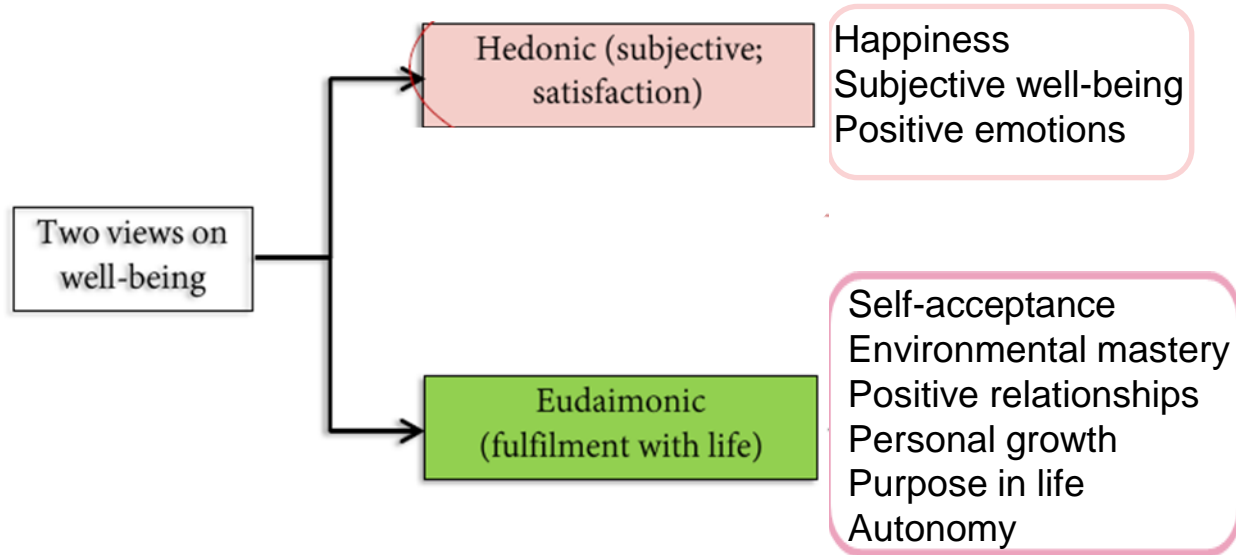 Two views on
well-being
Hedonic (subjective;
satisfaction)
Happiness
Subjective well-being
Positive emotions
Eudaimonic
(fulfilment with life)
Self-acceptance
Environmental mastery
Positive relationships
Personal growth
Purpose in life
Autonomy